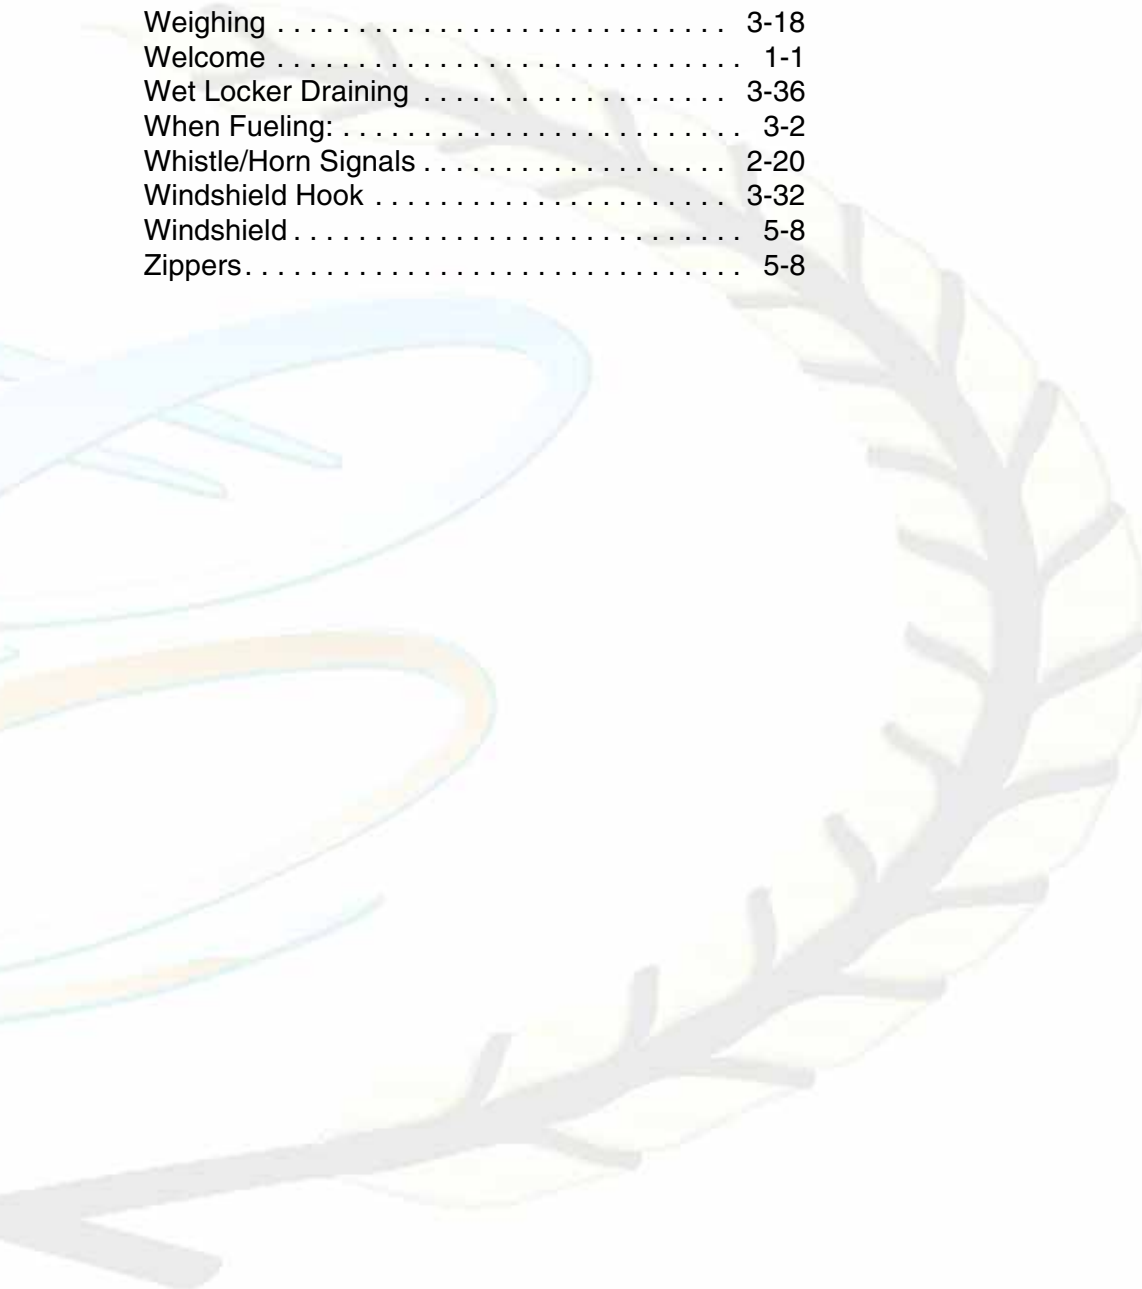 Weighing . . . . . . . . . . . . . . . . . . . . . . . . . . . . 3-18
Welcome . . . . . . . . . . . . . . . . . . . . . . . . . . . . . 1-1
Wet Locker Draining . . . . . . . . . . . . . . . . . . . 3-36
When Fueling: . . . . . . . . . . . . . . . . . . . . . . . . . 3-2
Whistle/Horn Signals . . . . . . . . . . . . . . . . . . . 2-20
Windshield Hook . . . . . . . . . . . . . . . . . . . . . . 3-32
Windshield . . . . . . . . . . . . . . . . . . . . . . . . . . . . 5-8
Zippers . . . . . . . . . . . . . . . . . . . . . . . . . . . . . . . 5-8